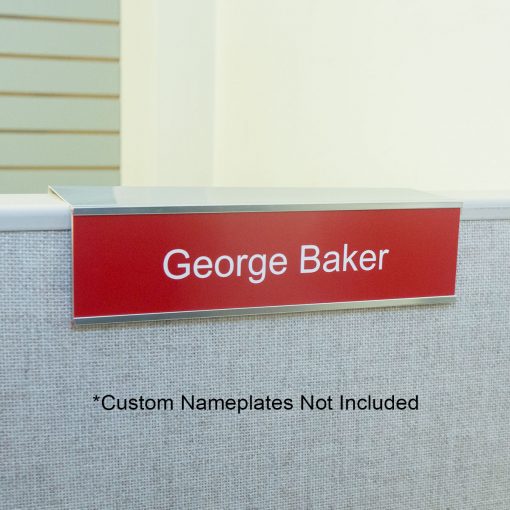 George Baker
*Custom Nameplates Not Included